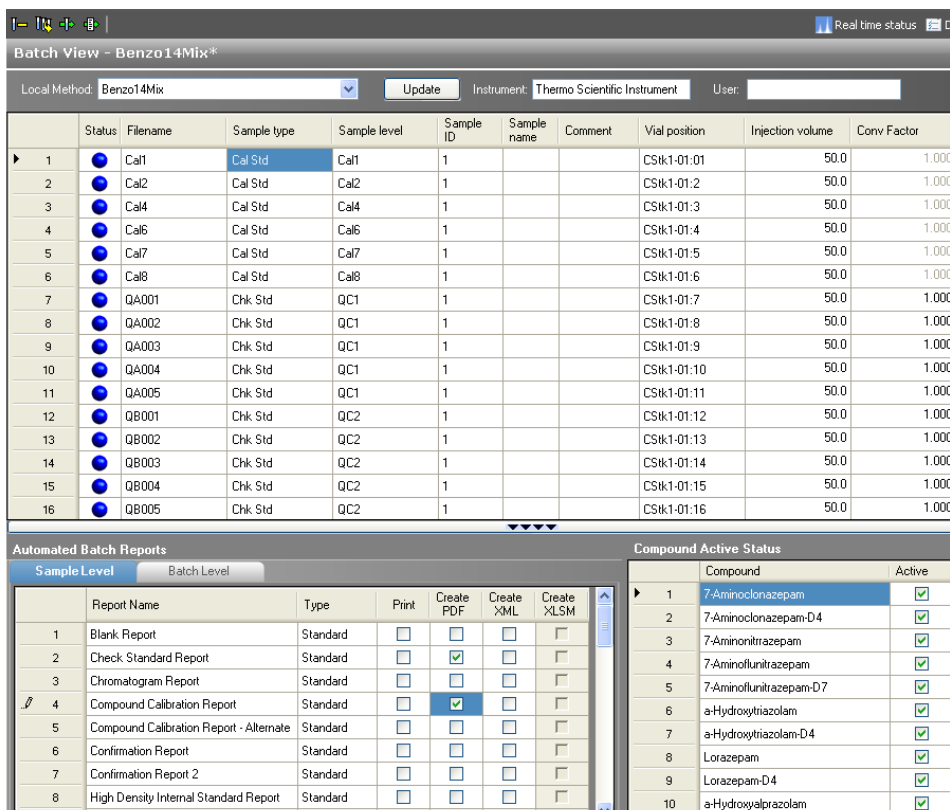 Real time status D
Batch View - Benzo14Mix*
Local Method: Benzo14Mix Update Instrument: Thermo Scientific Instrument User:
Status Filename Sample type Sample level Sample ID Sample name Comment Vial position Injection volume Conv Factor
1 Cal1 Cal Std Cal1 1 CStk1-01:01 50.0 1.000
2 Cal2 Cal Std Cal2 1 CStk1-01:2 50.0 1.000
3 Cal4 Cal Std Cal4 1 CStk1-01:3 50.0 1.000
4 Cal6 Cal Std Cal6 1 CStk1-01:4 50.0 1.000
5 Cal7 Cal Std Cal7 1 CStk1-01:5 50.0 1.000
6 Cal8 Cal Std Cal8 1 CStk1-01:6 50.0 1.000
7 QA001 Chk Std QC1 1 CStk1-01:7 50.0 1.000
8 QA002 Chk Std QC1 1 CStk1-01:8 50.0 1.000
9 QA003 Chk Std QC1 1 CStk1-01:9 50.0 1.000
10 QA004 Chk Std QC1 1 CStk1-01:10 50.0 1.000
11 QA005 Chk Std QC1 1 CStk1-01:11 50.0 1.000
12 QB001 Chk Std QC2 1 CStk1-01:12 50.0 1.000
13 QB002 Chk Std QC2 1 CStk1-01:13 50.0 1.000
14 QB003 Chk Std QC2 1 CStk1-01:14 50.0 1.000
15 QB004 Chk Std QC2 1 CStk1-01:15 50.0 1.000
16 QB005 Chk Std QC2 1 CStk1-01:16 50.0 1.000
Automated Batch Reports
Sample Level Batch Level
Report Name Type Print Create PDF Create XML Create XLSM
1 Blank Report Standard
2 Check Standard Report Standard
3 Chromatogram Report Standard
4 Compound Calibration Report Standard
5 Compound Calibration Report - Alternate Standard
6 Confirmation Report Standard
7 Confirmation Report 2 Standard
8 High Density Internal Standard Report Standard
Compound Active Status
Compound Active
1 7-Aminoclonazepam
2 7-Aminoclonazepam-D4
3 7-Aminonitrrazepam
4 7-Aminoflunitrazepam
5 7-Aminoflunitrazepam-D7
6 a-Hydroxytriazolam
7 a-Hydroxytriazolam-D4
8 Lorazepam
9 Lorazepam-D4
10 a-Hydroxyalprazolam